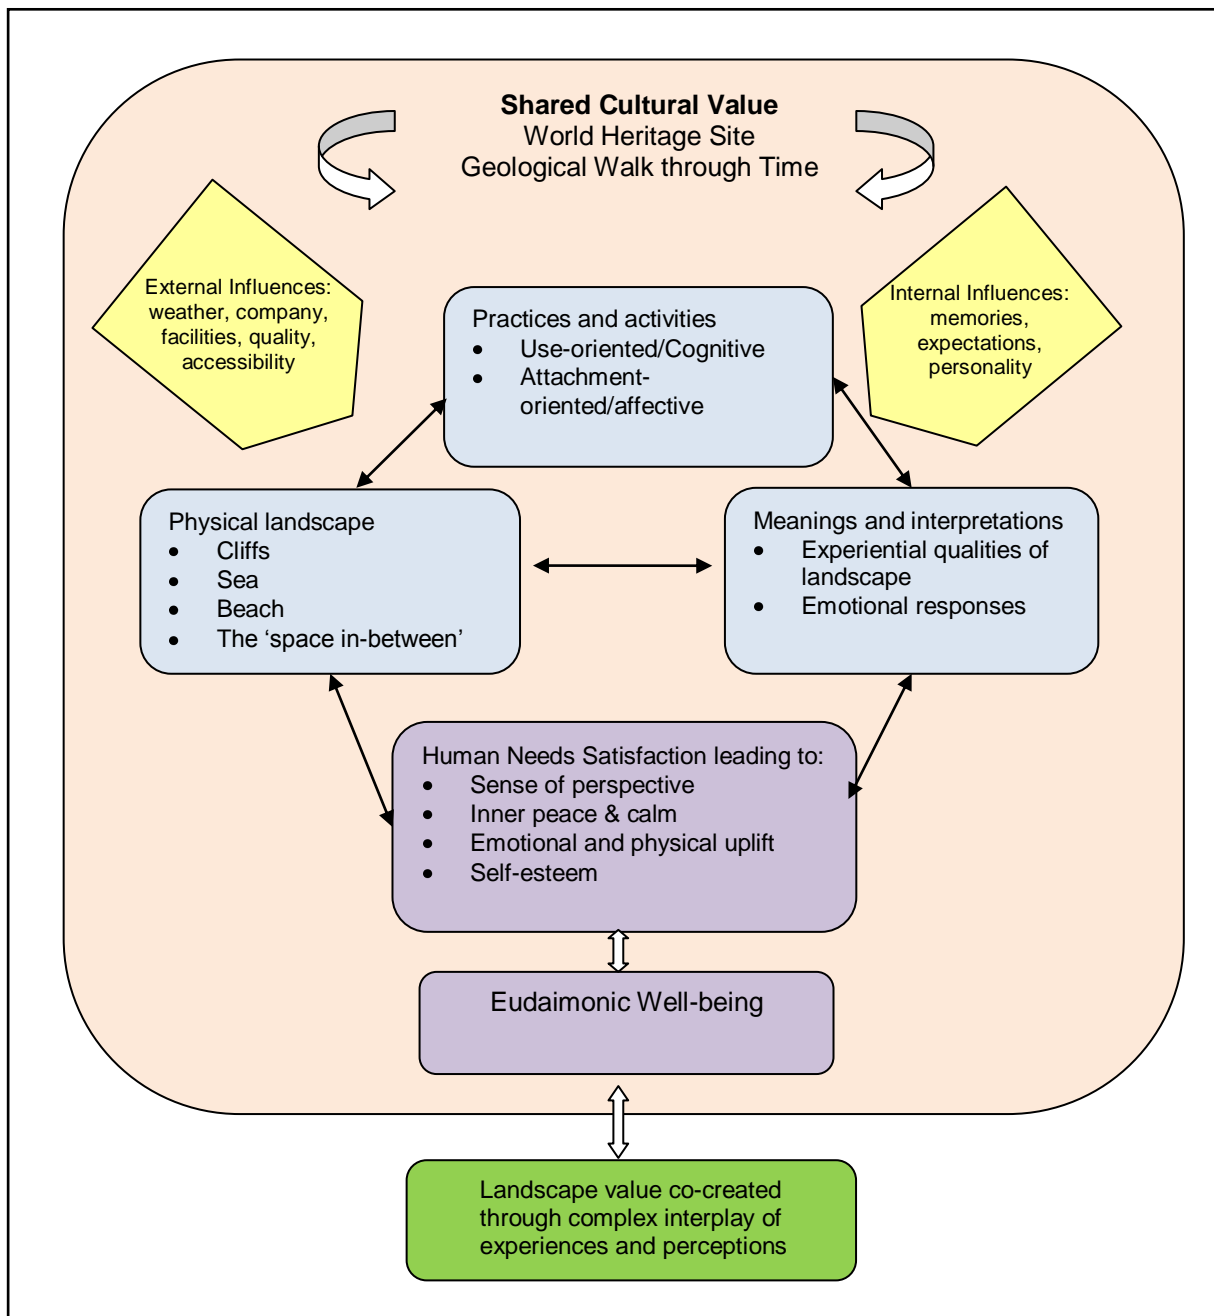 Shared Cultural Value
World Heritage Site
Geological Walk through Time
External Influences:
weather, company,
facilities, quality,
accessibility
Internal Influences:
memories,
expectations,
personality
Practices and activities
• Use-oriented/Cognitive
• Attachment-
oriented/affective
Physical landscape
• Cliffs
• Sea
• Beach
• The ‘space in-between’
Meanings and interpretations
• Experiential qualities of
landscape
• Emotional responses
Human Needs Satisfaction leading to:
• Sense of perspective
• Inner peace & calm
• Emotional and physical uplift
• Self-esteem
Eudaimonic Well-being
Landscape value co-created
through complex interplay of
experiences and perceptions